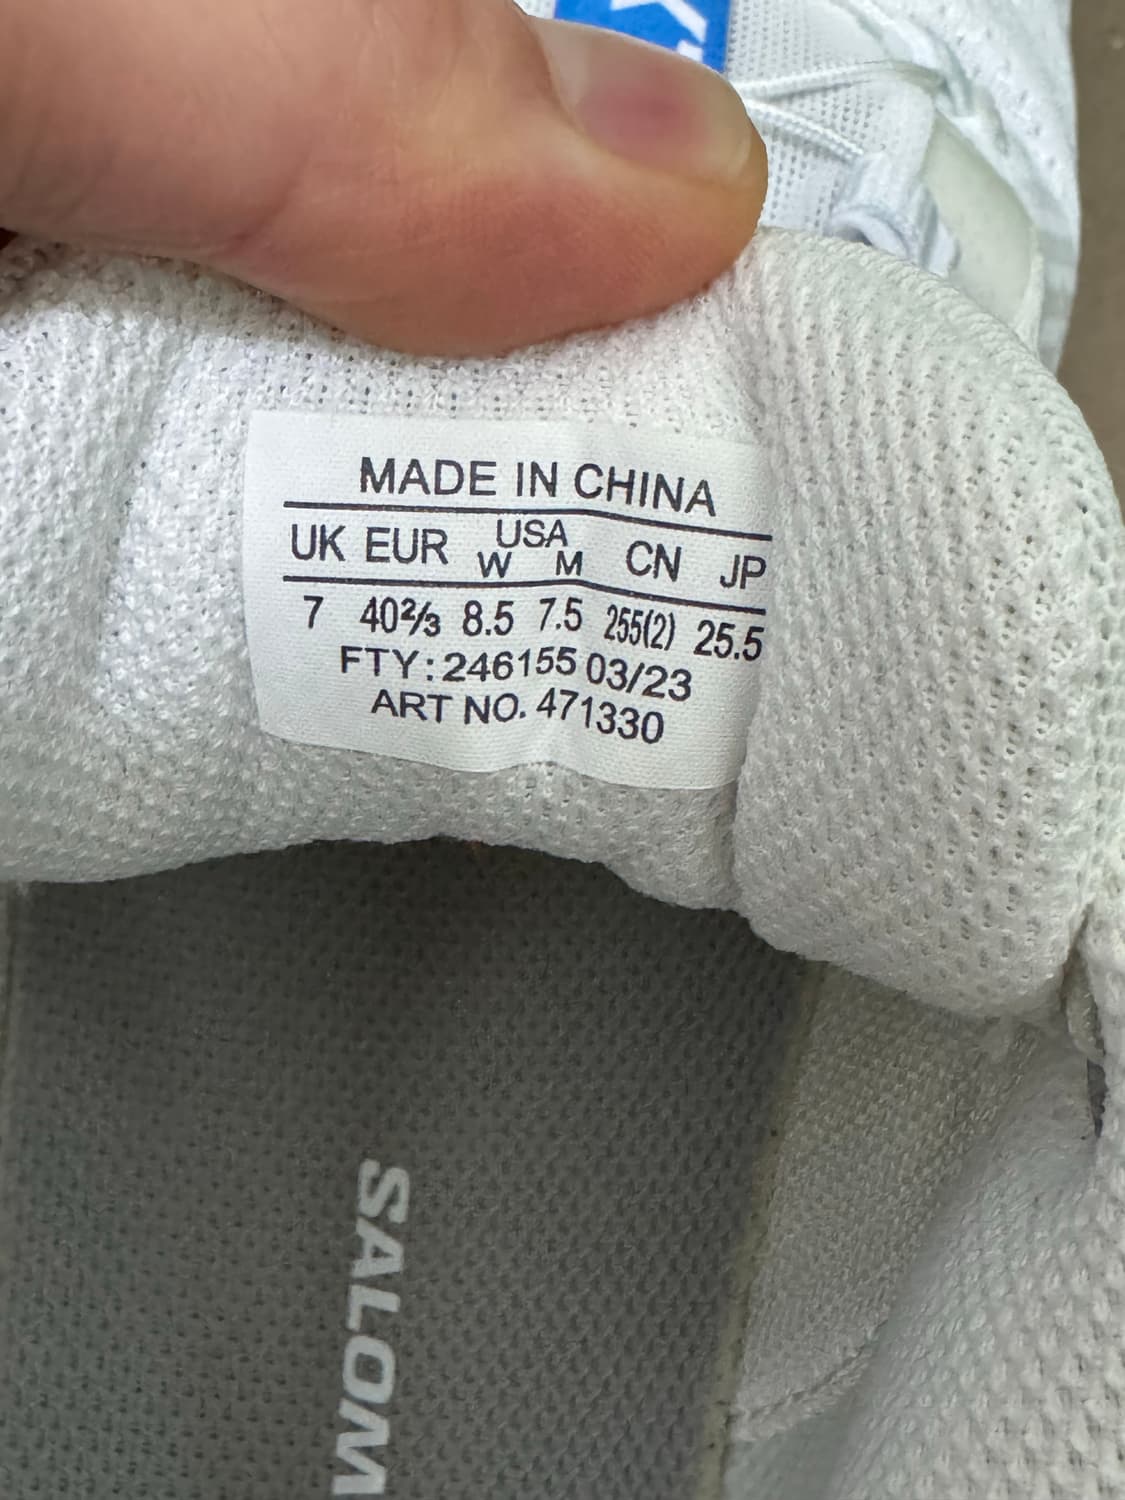 MADE IN CHINA
UK EUR USA W M CN JP
7 40⅔ 8.5 7.5 255(2) 25.5
FTY: 246155 03/23
ART NO. 471330
SALOM